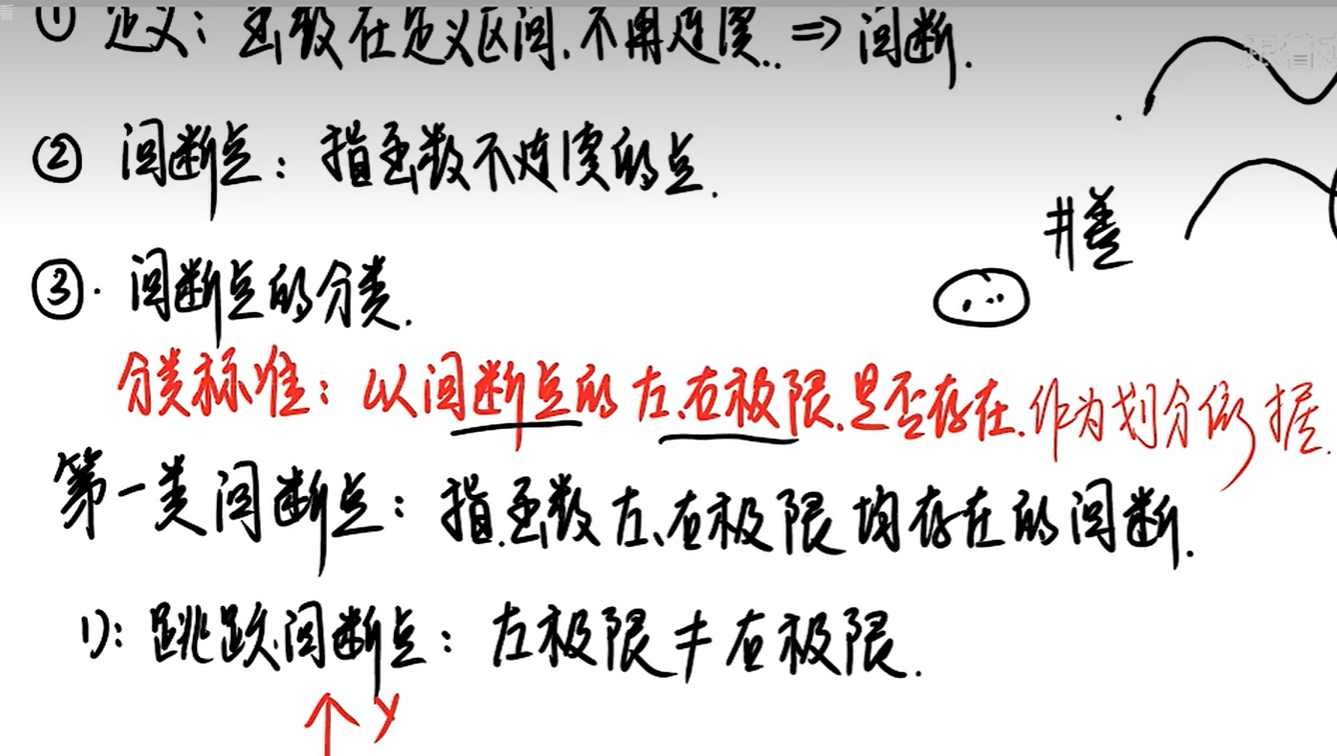 ① 定义：函数在定义区间.不再连续.. ⇒ 间断.
② 间断点：指函数不连续的点.
井盖
③. 间断点的分类.
分类标准：以间断点的左.右极限.是否存在.作为划分依据.
第一类间断点：指函数左、右极限均存在的间断.
1)：跳跃间断点：左极限≠右极限.
y